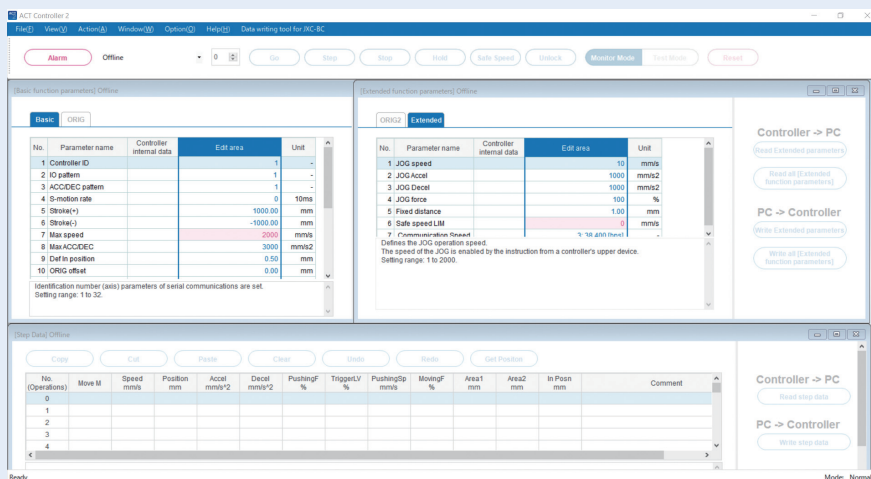 ACT Controller 2
File(F) View(V) Action(A) Window(W) Option(O) Help(H) Data writing tool for JXC-BC
Alarm Offline 0 Go Step Stop Hold Safe Speed Unlock Monitor Mode Test Mode Reset
[Basic function parameters] Offline
Basic ORIG
No. Parameter name Controller internal data Edit area Unit
1 Controller ID 1 -
2 IO pattern 1 -
3 ACC/DEC pattern 1 -
4 S-motion rate 0 10ms
5 Stroke(+) 1000.00 mm
6 Stroke(-) -1000.00 mm
7 Max speed 2000 mm/s
8 Max ACC/DEC 3000 mm/s2
9 Def In position 0.50 mm
10 ORIG offset 0.00 mm
Identification number (axis) parameters of serial communications are set.
Setting range: 1 to 32.
[Extended function parameters] Offline
ORIG2 Extended
No. Parameter name Controller internal data Edit area Unit
1 JOG speed 10 mm/s
2 JOG Accel 1000 mm/s2
3 JOG Decel 1000 mm/s2
4 JOG force 100 %
5 Fixed distance 1.00 mm
6 Safe speed LIM 0 mm/s
7 Communication Speed 3: 38,400 [bps] -
Defines the JOG operation speed.
The speed of the JOG is enabled by the instruction from a controller's upper device.
Setting range: 1 to 2000.
Controller -> PC
Read Extended parameters
Read all [Extended
function parameters]
PC -> Controller
Write Extended parameters
Write all [Extended
function parameters]
[Step Data] Offline
Copy Cut Paste Clear Undo Redo Get Position
No. (Operations) Move M Speed mm/s Position mm Accel mm/s^2 Decel mm/s^2 PushingF % TriggerLV % PushingSp mm/s MovingF % Area1 mm Area2 mm In Posn mm Comment
0
1
2
3
4
Controller -> PC
Read step data
PC -> Controller
Write step data
Ready Mode: Normal